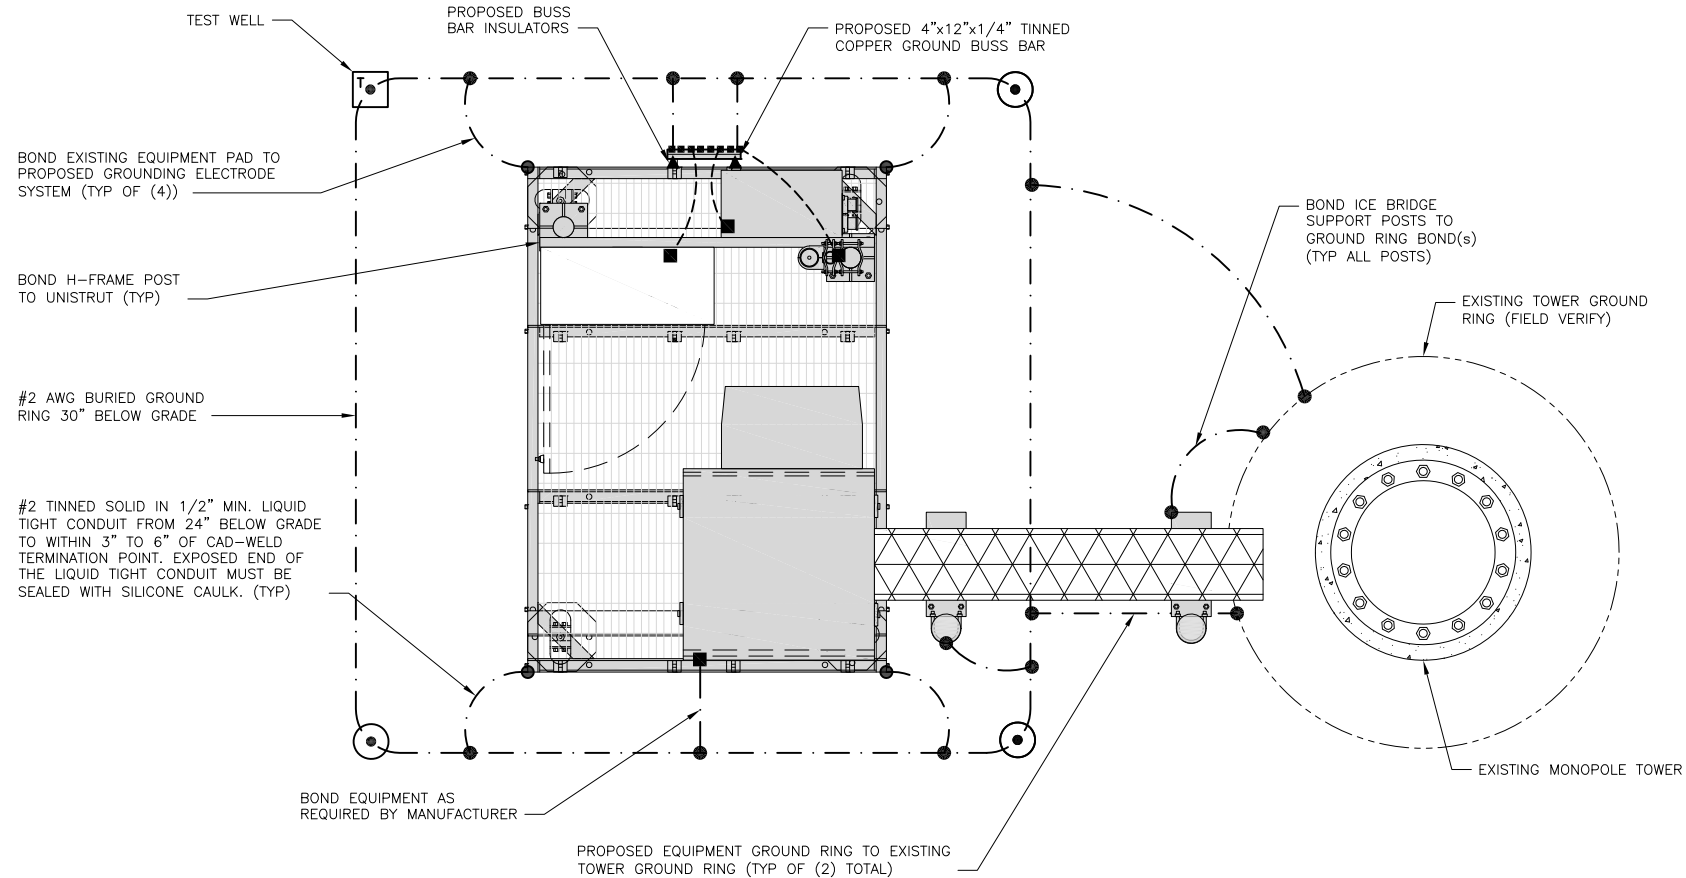 TEST WELL
T
PROPOSED BUSS
BAR INSULATORS
PROPOSED 4"x12"x1/4" TINNED
COPPER GROUND BUSS BAR
BOND EXISTING EQUIPMENT PAD TO
PROPOSED GROUNDING ELECTRODE
SYSTEM (TYP OF (4))
BOND ICE BRIDGE
SUPPORT POSTS TO
GROUND RING BOND(s)
(TYP ALL POSTS)
BOND H-FRAME POST
TO UNISTRUT (TYP)
EXISTING TOWER GROUND
RING (FIELD VERIFY)
#2 AWG BURIED GROUND
RING 30" BELOW GRADE
#2 TINNED SOLID IN 1/2" MIN. LIQUID
TIGHT CONDUIT FROM 24" BELOW GRADE
TO WITHIN 3" TO 6" OF CAD-WELD
TERMINATION POINT. EXPOSED END OF
THE LIQUID TIGHT CONDUIT MUST BE
SEALED WITH SILICONE CAULK. (TYP)
EXISTING MONOPOLE TOWER
BOND EQUIPMENT AS
REQUIRED BY MANUFACTURER
PROPOSED EQUIPMENT GROUND RING TO EXISTING
TOWER GROUND RING (TYP OF (2) TOTAL)